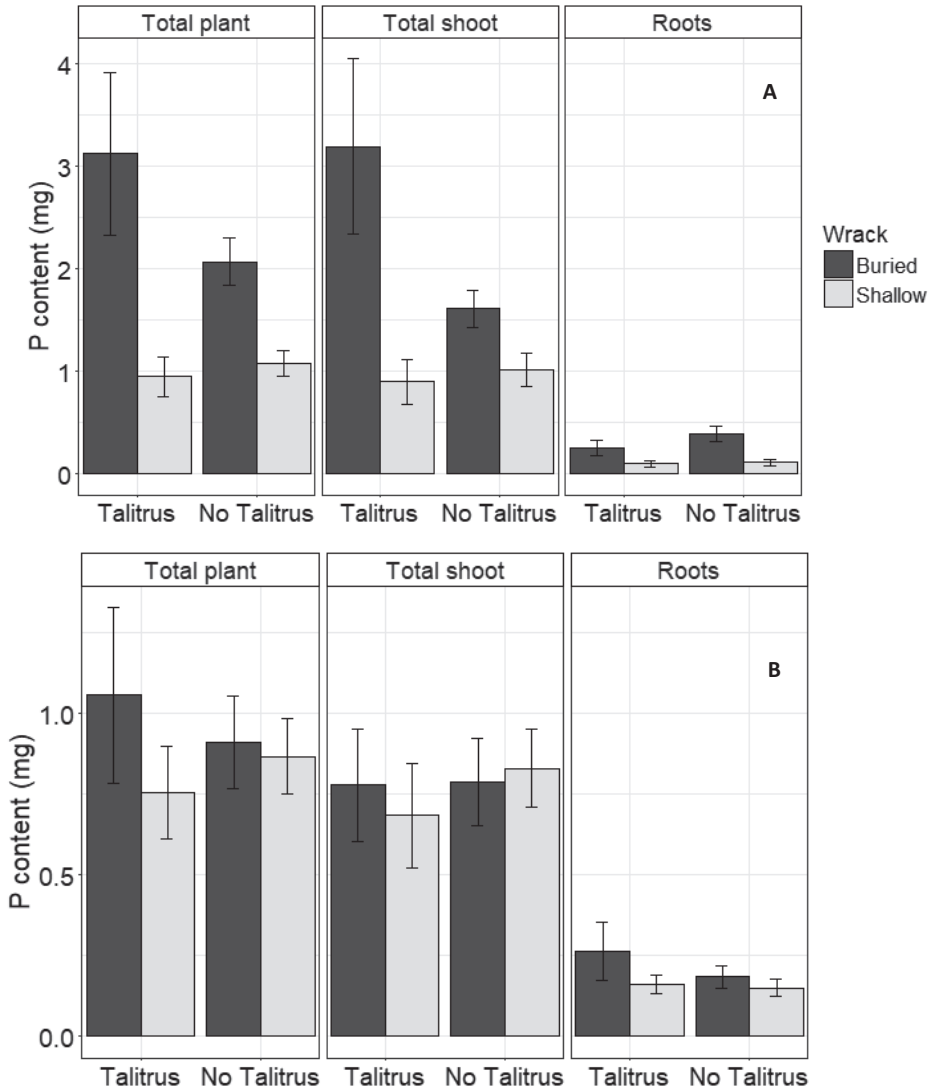 Total plant Total shoot Roots
A
4
3
2
1
0
P content (mg)
Talitrus No Talitrus Talitrus No Talitrus Talitrus No Talitrus
Wrack
Buried
Shallow
Total plant Total shoot Roots
B
1.0
0.5
0.0
P content (mg)
Talitrus No Talitrus Talitrus No Talitrus Talitrus No Talitrus